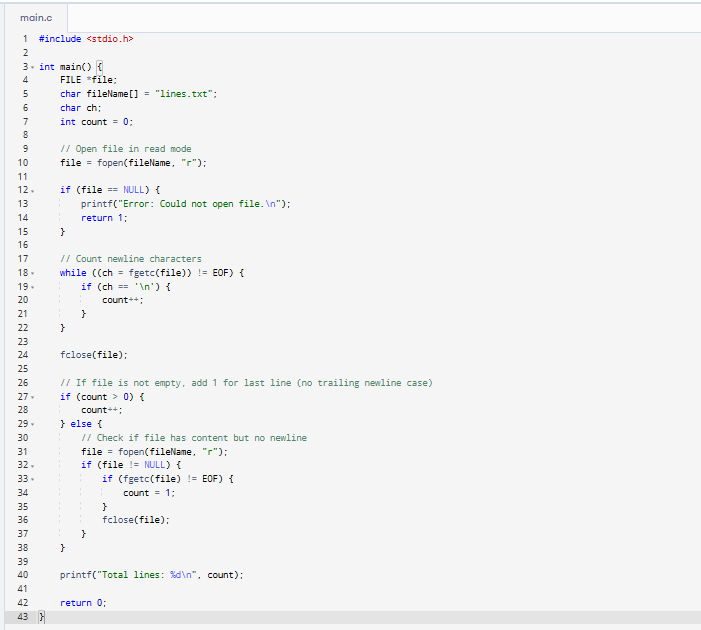 main.c
1 #include <stdio.h>
2
3 int main() {
4     FILE *file;
5     char fileName[] = "lines.txt";
6     char ch;
7     int count = 0;
8
9     // Open file in read mode
10     file = fopen(fileName, "r");
11
12     if (file == NULL) {
13         printf("Error: Could not open file.\n");
14         return 1;
15     }
16
17     // Count newline characters
18     while ((ch = fgetc(file)) != EOF) {
19         if (ch == '\n') {
20             count++;
21         }
22     }
23
24     fclose(file);
25
26     // If file is not empty, add 1 for last line (no trailing newline case)
27     if (count > 0) {
28         count++;
29     } else {
30         // Check if file has content but no newline
31         file = fopen(fileName, "r");
32         if (file != NULL) {
33             if (fgetc(file) != EOF) {
34                 count = 1;
35             }
36             fclose(file);
37         }
38     }
39
40     printf("Total lines: %d\n", count);
41
42     return 0;
43 }